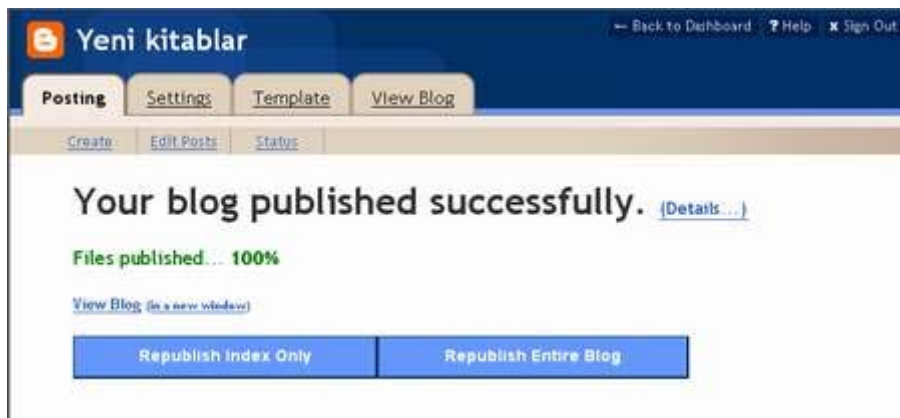 Yeni kitablar
← Back to Dashboard ? Help x Sign Out
Posting Settings Template View Blog
Create Edit Posts Status
Your blog published successfully. (Details...)
Files published... 100%
View Blog (in a new window)
Republish Index Only Republish Entire Blog